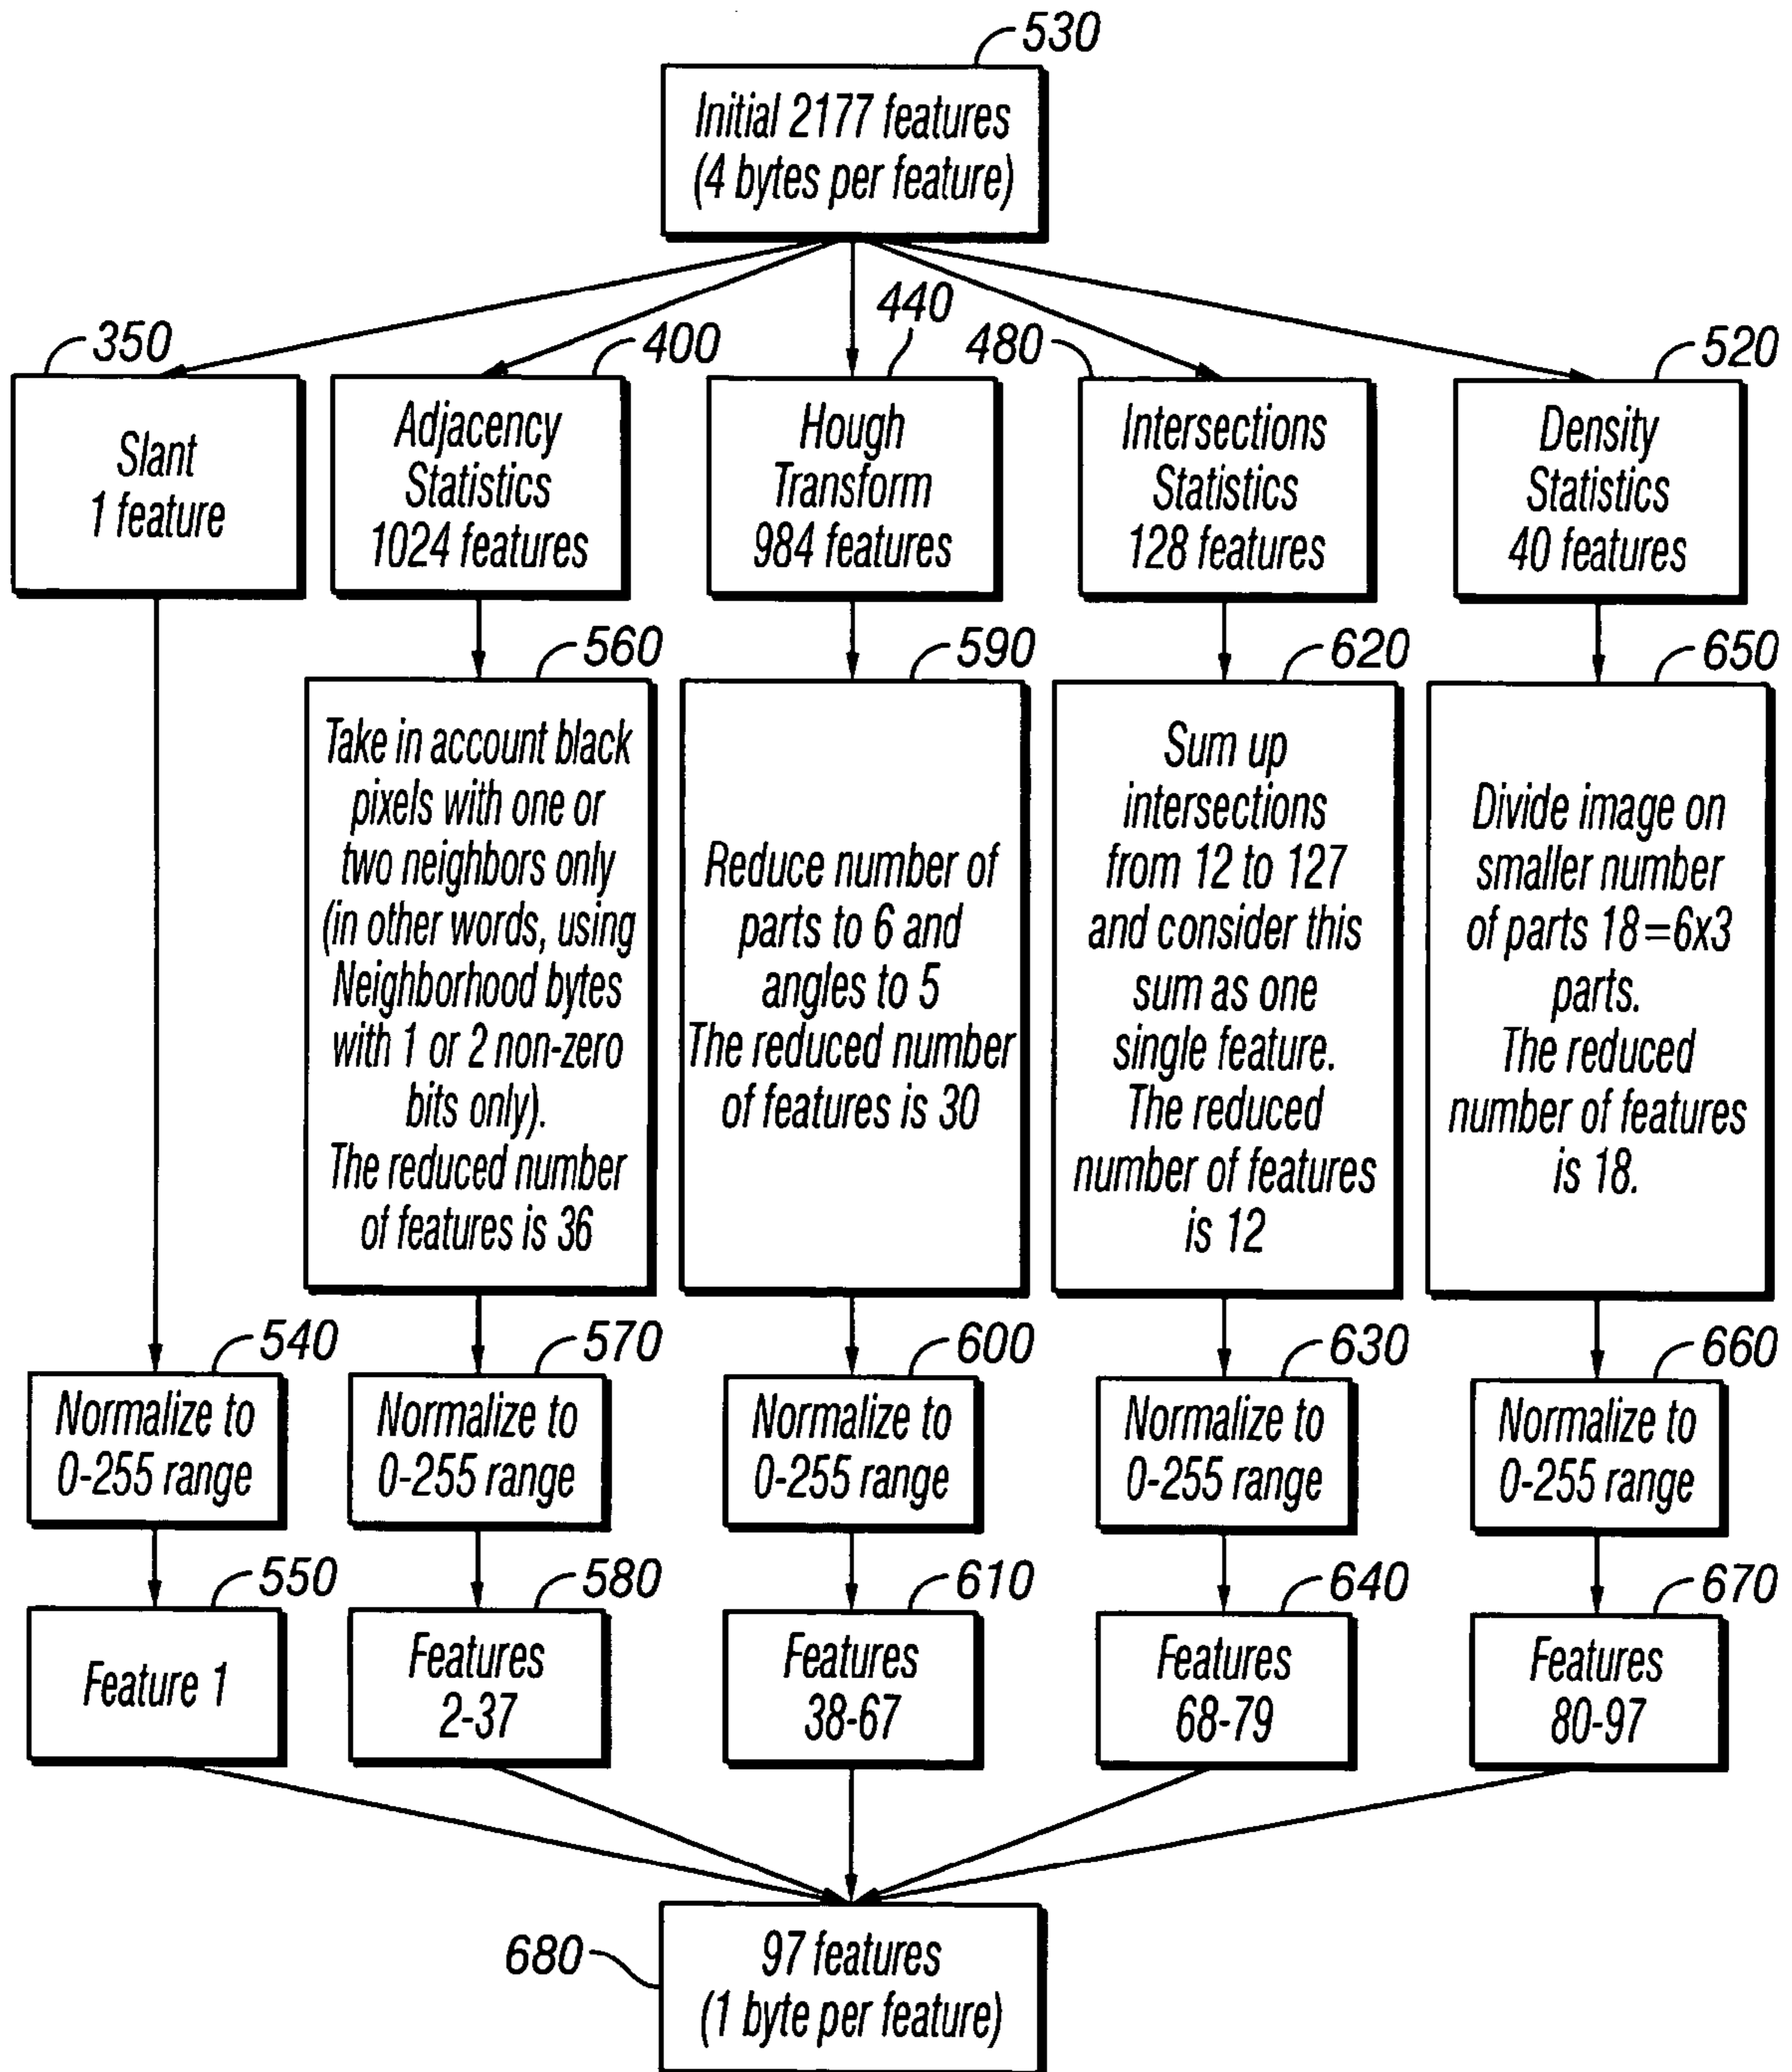 530
Initial 2177 features
(4 bytes per feature)
350
Slant
1 feature
400
Adjacency
Statistics
1024 features
440
Hough
Transform
984 features
480
Intersections
Statistics
128 features
520
Density
Statistics
40 features
560
Take in account black
pixels with one or
two neighbors only
(in other words, using
Neighborhood bytes
with 1 or 2 non-zero
bits only).
The reduced number
of features is 36
590
Reduce number of
parts to 6 and
angles to 5
The reduced number
of features is 30
620
Sum up
intersections
from 12 to 127
and consider this
sum as one
single feature.
The reduced
number of features
is 12
650
Divide image on
smaller number
of parts 18=6x3
parts.
The reduced
number of features
is 18.
540
Normalize to
0-255 range
570
Normalize to
0-255 range
600
Normalize to
0-255 range
630
Normalize to
0-255 range
660
Normalize to
0-255 range
550
Feature 1
580
Features
2-37
610
Features
38-67
640
Features
68-79
670
Features
80-97
680
97 features
(1 byte per feature)